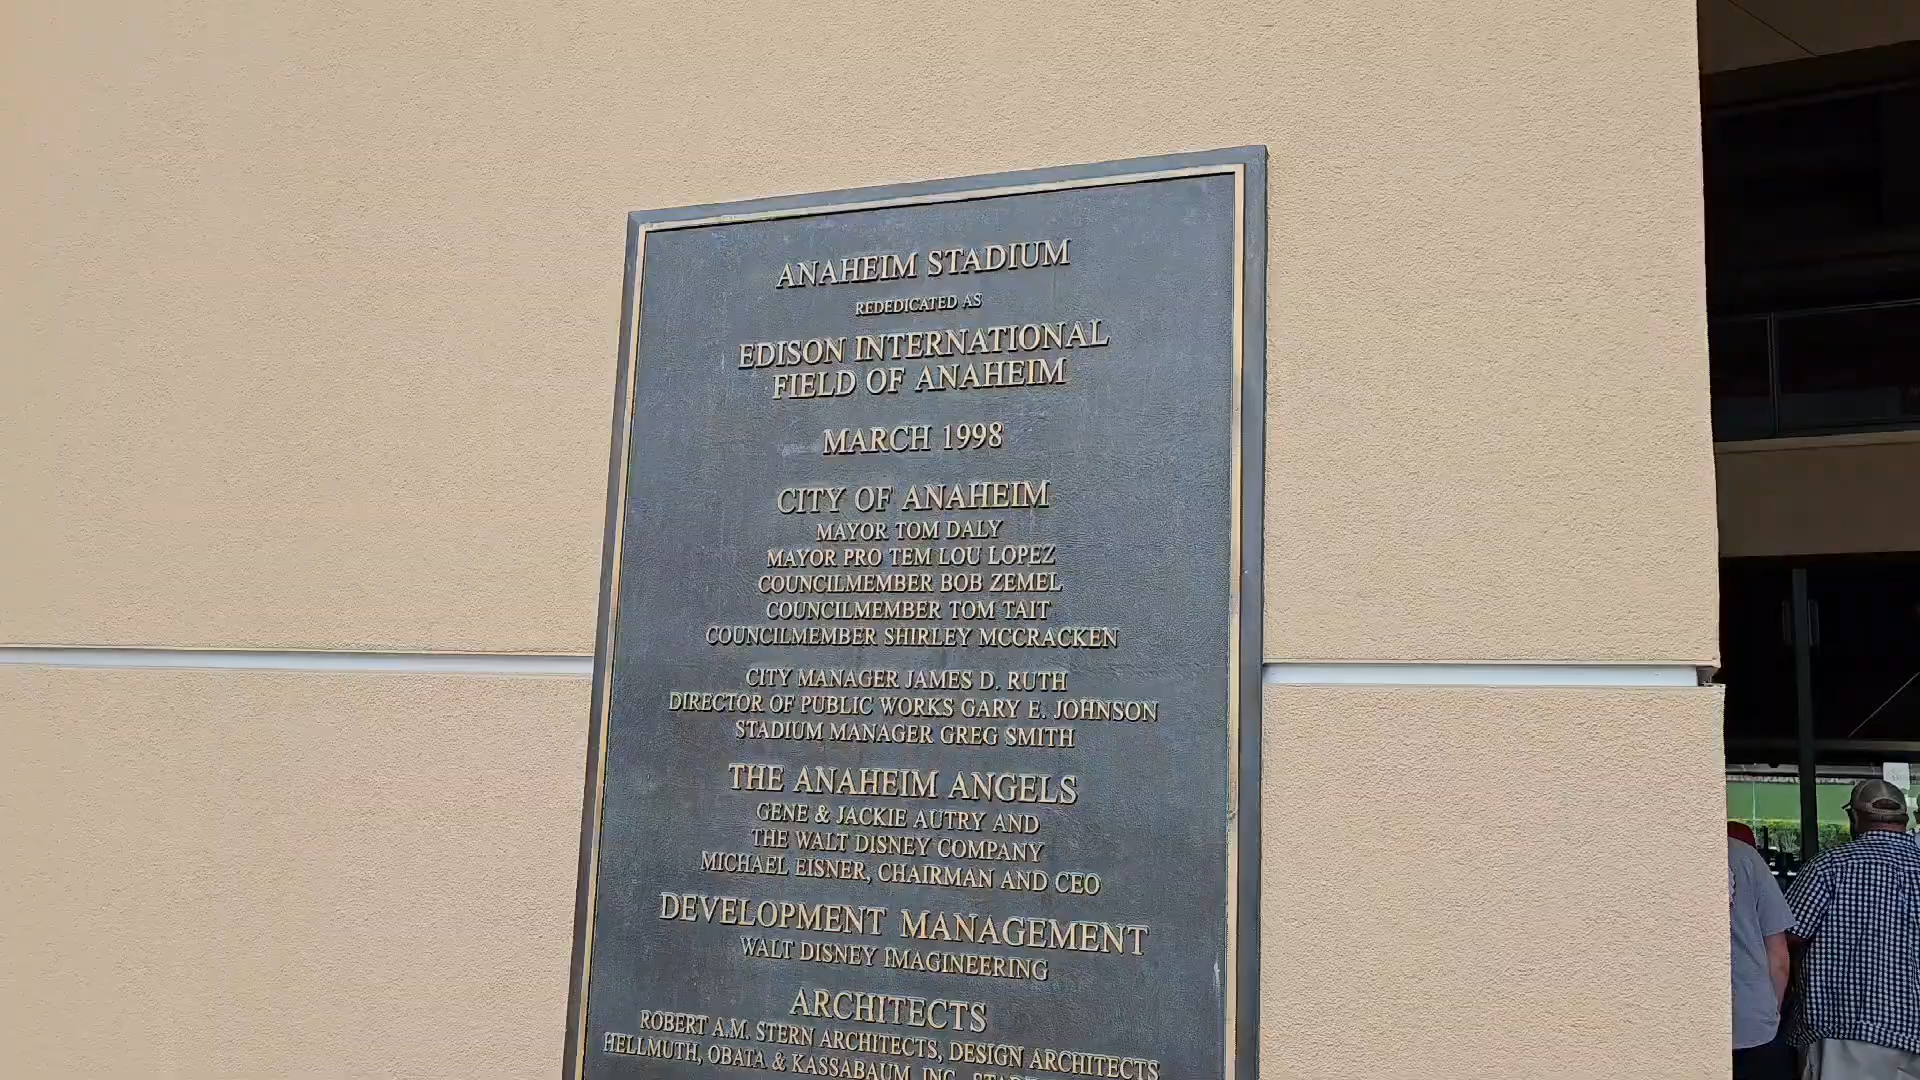 ANAHEIM STADIUM
REDEDICATED AS
EDISON INTERNATIONAL
FIELD OF ANAHEIM
MARCH 1998
CITY OF ANAHEIM
MAYOR TOM DALY
MAYOR PRO TEM LOU LOPEZ
COUNCILMEMBER BOB ZEMEL
COUNCILMEMBER TOM TAIT
COUNCILMEMBER SHIRLEY MCCRACKEN
CITY MANAGER JAMES D. RUTH
DIRECTOR OF PUBLIC WORKS GARY E. JOHNSON
STADIUM MANAGER GREG SMITH
THE ANAHEIM ANGELS
GENE & JACKIE AUTRY AND
THE WALT DISNEY COMPANY
MICHAEL EISNER, CHAIRMAN AND CEO
DEVELOPMENT MANAGEMENT
WALT DISNEY IMAGINEERING
ARCHITECTS
ROBERT A.M. STERN ARCHITECTS, DESIGN ARCHITECTS
HELLMUTH, OBATA & KASSABAUM, INC.,